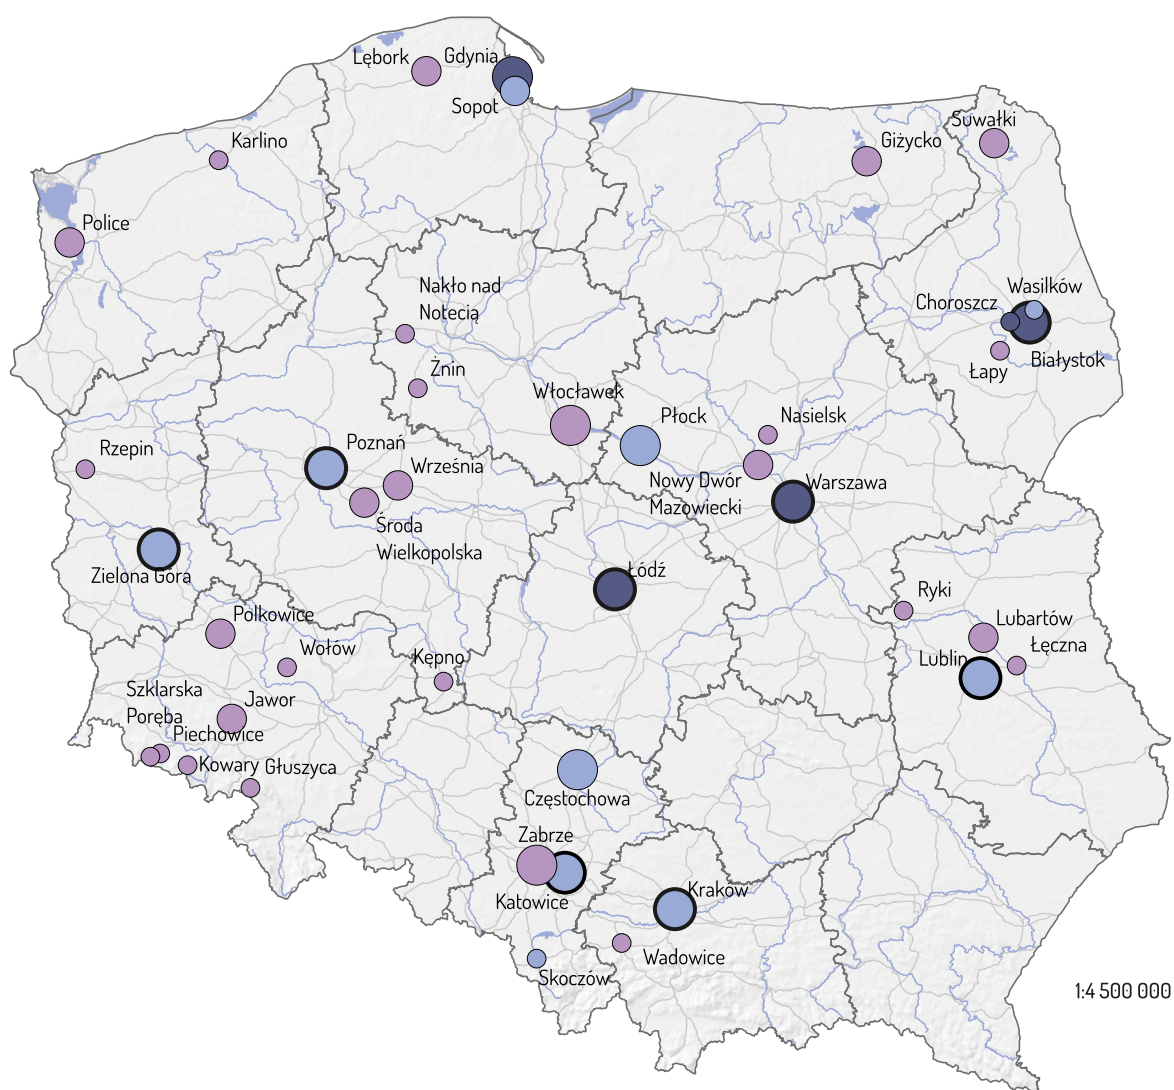 Lębork
Gdynia
Sopot
Suwałki
Karlino
Giżycko
Police
Nakło nad
Notecią
Wasilków
Choroszcz
Białystok
Łapy
Żnin
Włocławek
Płock
Nasielsk
Rzepin
Poznań
Września
Nowy Dwór
Mazowiecki
Warszawa
Środa
Wielkopolska
Zielona Góra
Łódź
Ryki
Polkowice
Lubartów
Wołów
Łęczna
Kępno
Lublin
Szklarska
Poręba
Jawor
Piechowice
Kowary
Głuszyca
Częstochowa
Zabrze
Katowice
Kraków
Wadowice
Skoczów
1:4 500 000